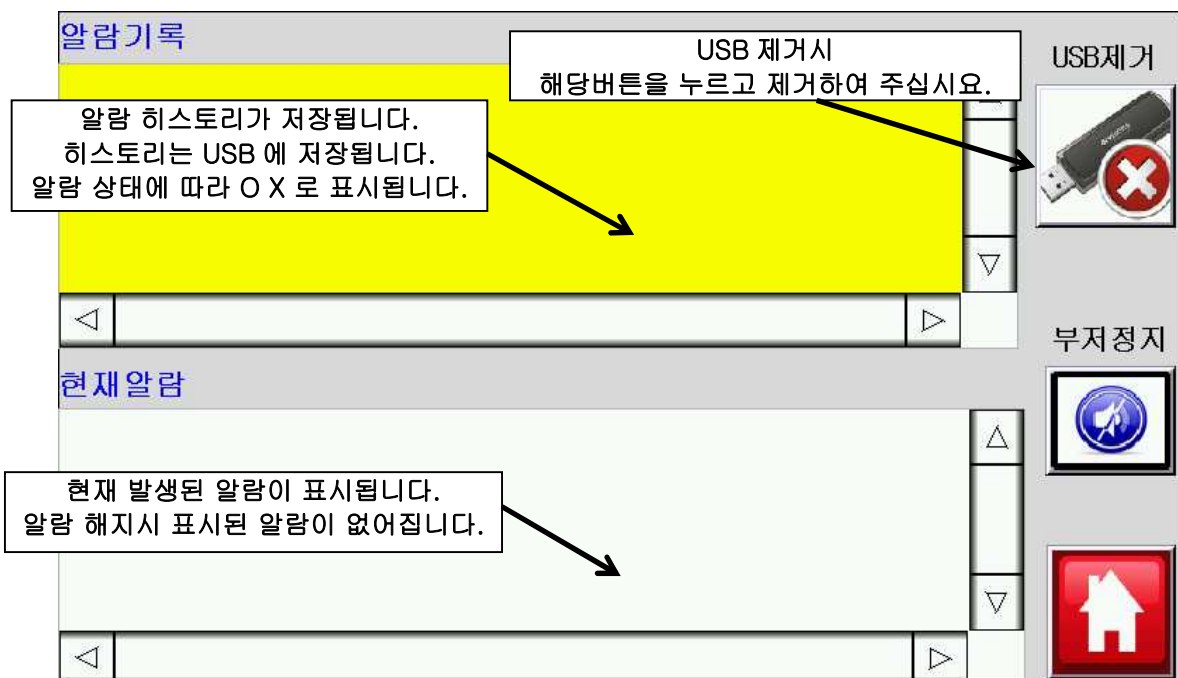 알람기록
USB 제거시
해당버튼을 누르고 제거하여 주십시요.
USB제거
알람 히스토리가 저장됩니다.
히스토리는 USB 에 저장됩니다.
알람 상태에 따라 O X 로 표시됩니다.
부저정지
현재알람
현재 발생된 알람이 표시됩니다.
알람 해지시 표시된 알람이 없어집니다.